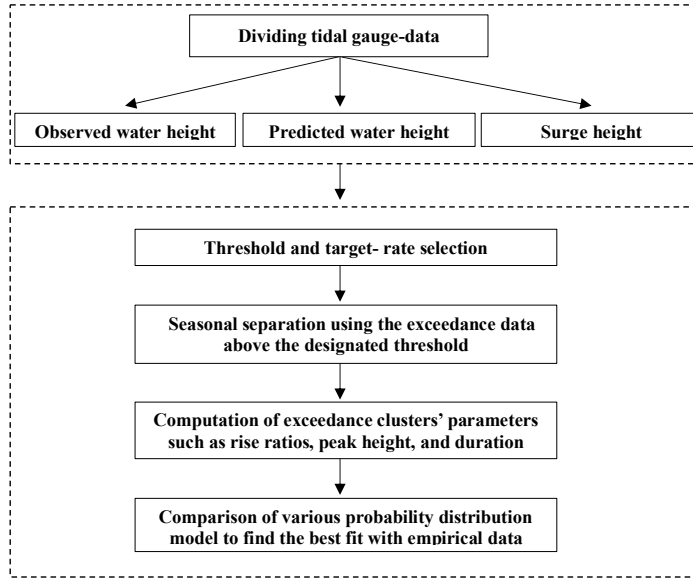 Dividing tidal gauge-data
Observed water height
Predicted water height
Surge height
Threshold and target- rate selection
Seasonal separation using the exceedance data
above the designated threshold
Computation of exceedance clusters’ parameters
such as rise ratios, peak height, and duration
Comparison of various probability distribution
model to find the best fit with empirical data